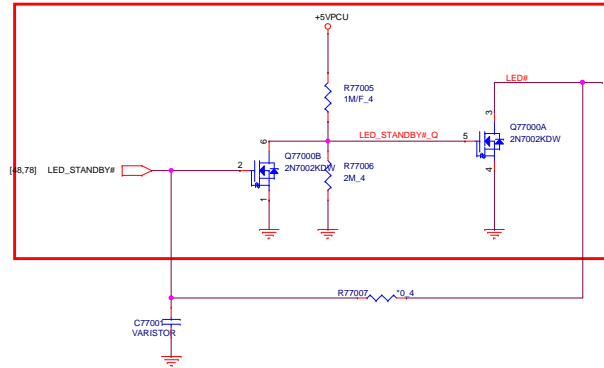 +5VPCU
R77005
1M/F_4
LED#
3
Q77000A
2N7002KDW
6
LED_STANDBY#_Q
5
Q77000B
2N7002KDW
R77006
2M_4
4
[48,78]
LED_STANDBY#
2
1
R77007
*0_4
C77001
VARISTOR